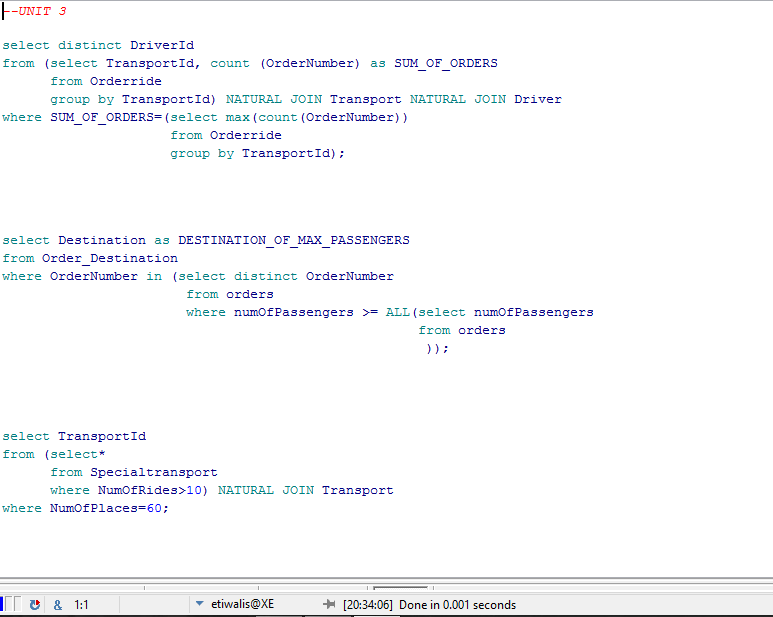 --UNIT 3
select distinct DriverId
from (select TransportId, count (OrderNumber) as SUM_OF_ORDERS
from Orderride
group by TransportId) NATURAL JOIN Transport NATURAL JOIN Driver
where SUM_OF_ORDERS=(select max(count(OrderNumber))
from Orderride
group by TransportId);
select Destination as DESTINATION_OF_MAX_PASSENGERS
from Order_Destination
where OrderNumber in (select distinct OrderNumber
from orders
where numOfPassengers >= ALL(select numOfPassengers
from orders
));
select TransportId
from (select*
from Specialtransport
where NumOfRides>10) NATURAL JOIN Transport
where NumOfPlaces=60;
& 1:1 etiwalis@XE [20:34:06] Done in 0.001 seconds